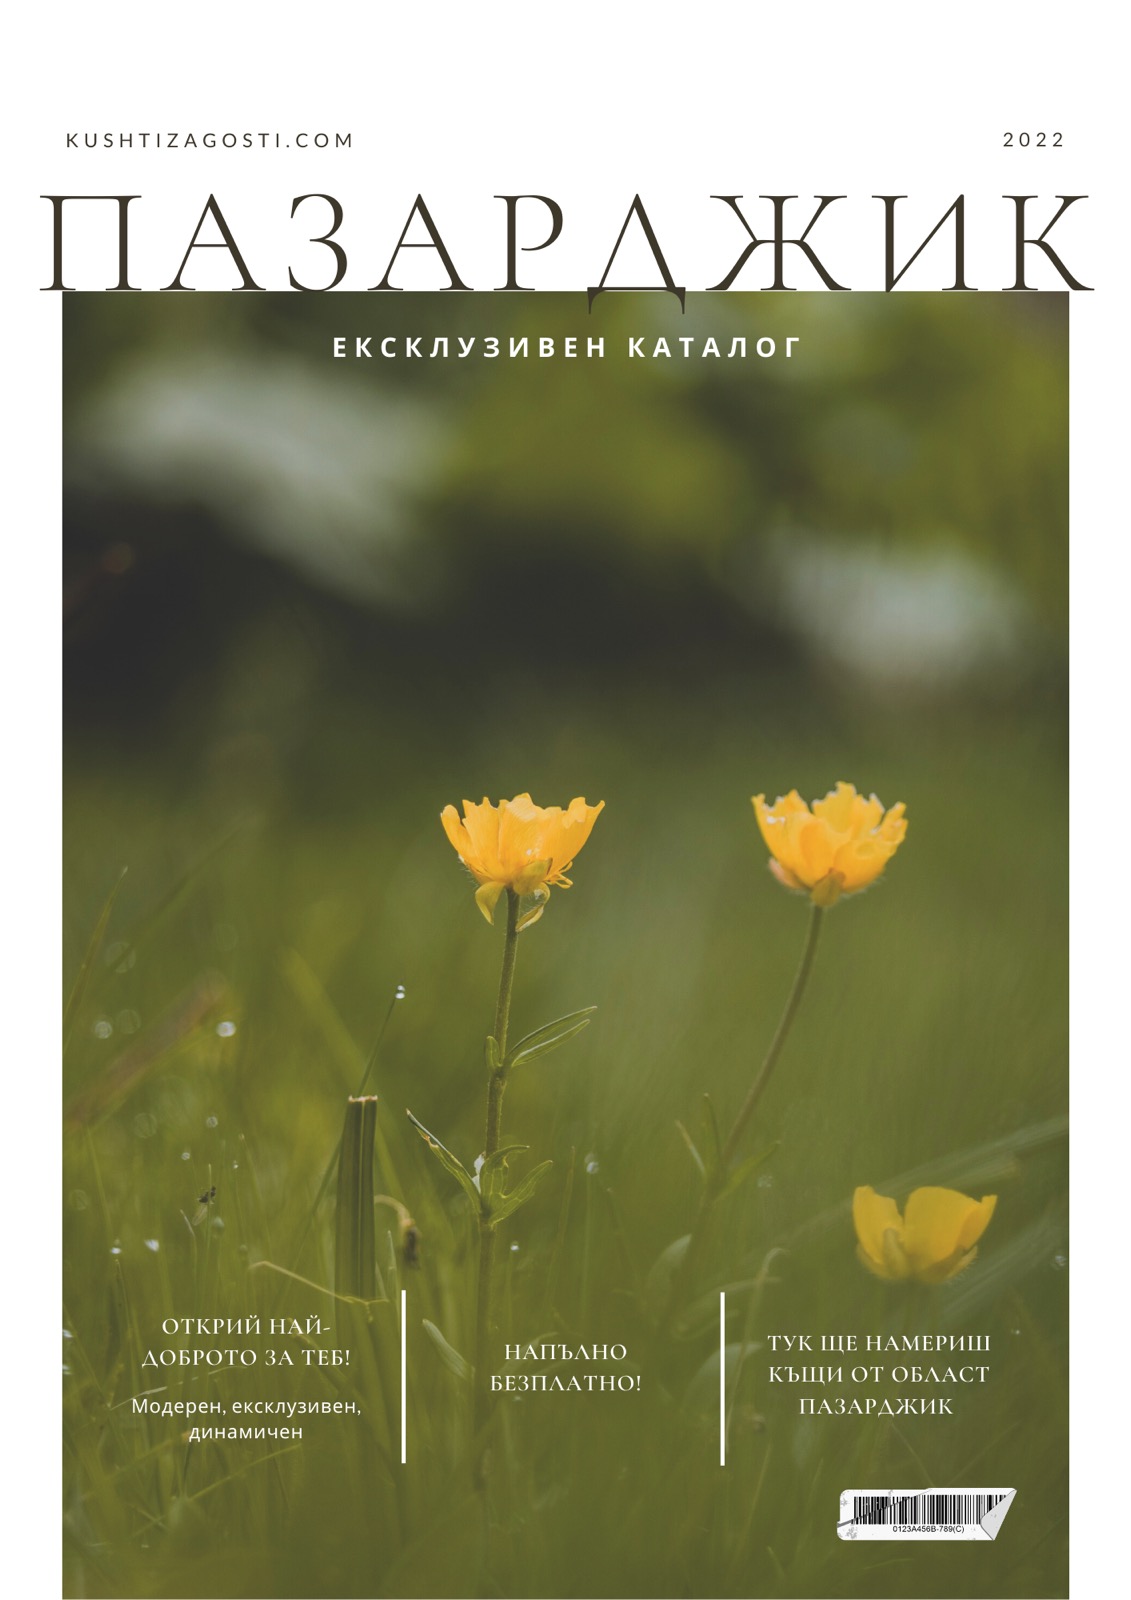 KUSHTIZAGOSTI.COM
2022
ПАЗАРДЖИК
ЕКСКЛУЗИВЕН КАТАЛОГ
ОТКРИЙ НАЙ-
ДОБРОТО ЗА ТЕБ!
Модерен, ексклузивен,
динамичен
НАПЪЛНО
БЕЗПЛАТНО!
ТУК ЩЕ НАМЕРИШ
КЪЩИ ОТ ОБЛАСТ
ПАЗАРДЖИК
0123A456B-789(C)